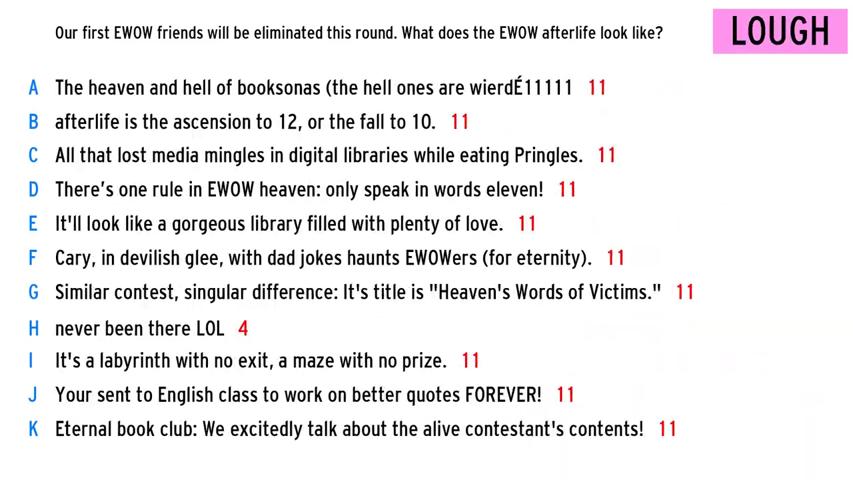 Our first EWOW friends will be eliminated this round. What does the EWOW afterlife look like?
LOUGH
A The heaven and hell of booksonas (the hell ones are wierdÉ11111 11
B afterlife is the ascension to 12, or the fall to 10. 11
C All that lost media mingles in digital libraries while eating Pringles. 11
D There's one rule in EWOW heaven: only speak in words eleven! 11
E It'll look like a gorgeous library filled with plenty of love. 11
F Cary, in devilish glee, with dad jokes haunts EWOWers (for eternity). 11
G Similar contest, singular difference: It's title is "Heaven's Words of Victims." 11
H never been there LOL 4
I It's a labyrinth with no exit, a maze with no prize. 11
J Your sent to English class to work on better quotes FOREVER! 11
K Eternal book club: We excitedly talk about the alive contestant's contents! 11